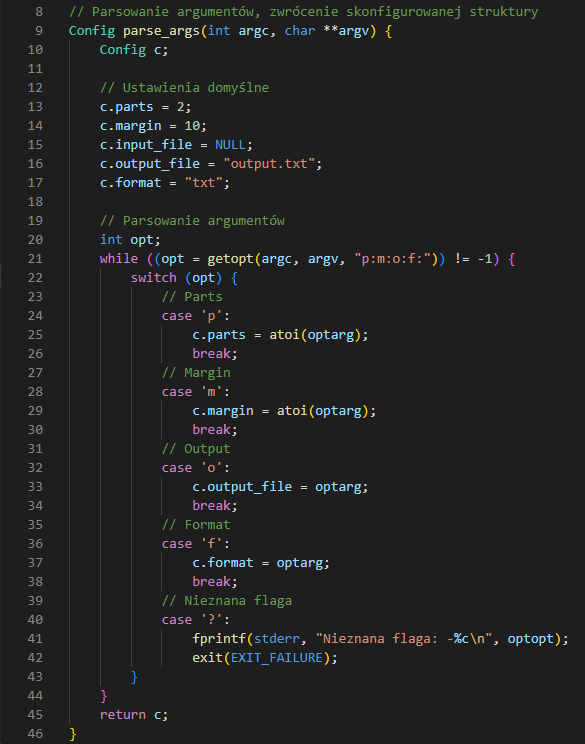 8 // Parsowanie argumentów, zwrócenie skonfigurowanej struktury
9 Config parse_args(int argc, char **argv) {
10     Config c;
11
12     // Ustawienia domyślne
13     c.parts = 2;
14     c.margin = 10;
15     c.input_file = NULL;
16     c.output_file = "output.txt";
17     c.format = "txt";
18
19     // Parsowanie argumentów
20     int opt;
21     while ((opt = getopt(argc, argv, "p:m:o:f:")) != -1) {
22         switch (opt) {
23             // Parts
24             case 'p':
25                 c.parts = atoi(optarg);
26                 break;
27             // Margin
28             case 'm':
29                 c.margin = atoi(optarg);
30                 break;
31             // Output
32             case 'o':
33                 c.output_file = optarg;
34                 break;
35             // Format
36             case 'f':
37                 c.format = optarg;
38                 break;
39             // Nieznana flaga
40             case '?':
41                 fprintf(stderr, "Nieznana flaga: -%c\n", optopt);
42                 exit(EXIT_FAILURE);
43         }
44     }
45     return c;
46 }